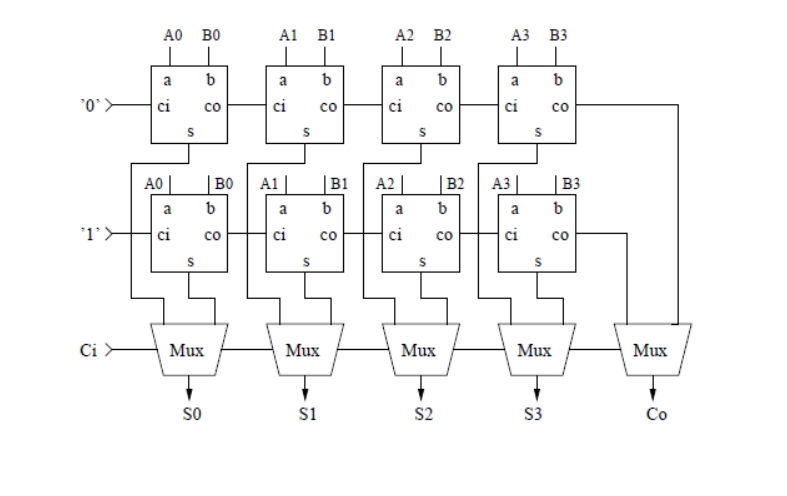 A0 B0 A1 B1 A2 B2 A3 B3
a b a b a b a b
'0' ci co ci co ci co ci co
s s s s
A0 B0 A1 B1 A2 B2 A3 B3
a b a b a b a b
'1' ci co ci co ci co ci co
s s s s
Ci Mux Mux Mux Mux Mux
S0 S1 S2 S3 Co